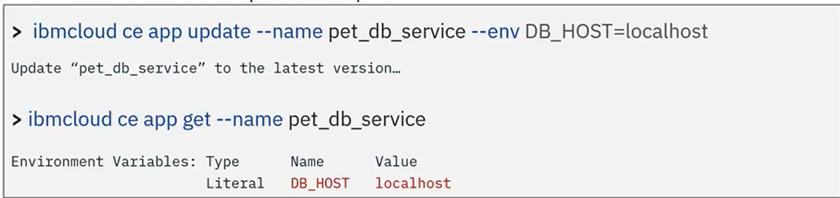 > ibmcloud ce app update --name pet_db_service --env DB_HOST=localhost
Update “pet_db_service” to the latest version…
> ibmcloud ce app get --name pet_db_service
Environment Variables: Type Name Value
Literal DB_HOST localhost